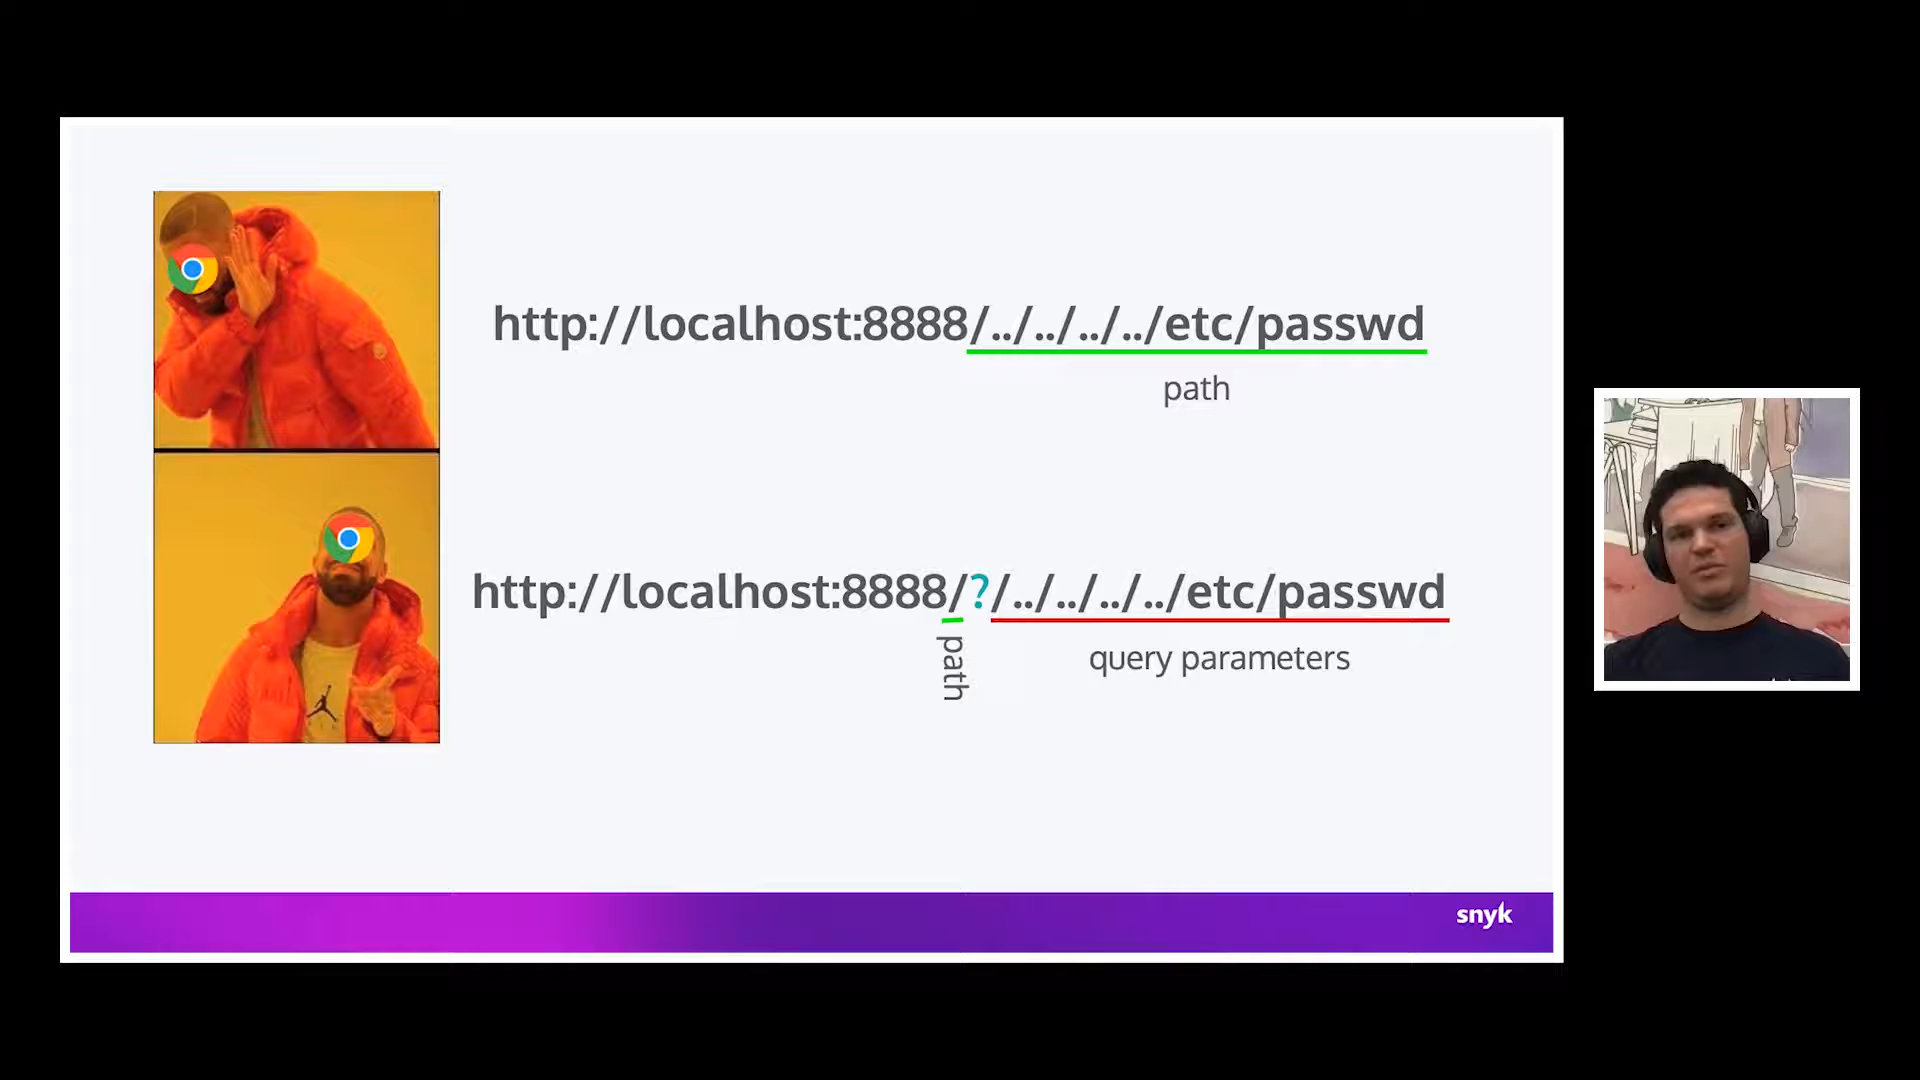 http://localhost:8888/../../../../etc/passwd
path
http://localhost:8888/?/../../../../etc/passwd
path
query parameters
snyk